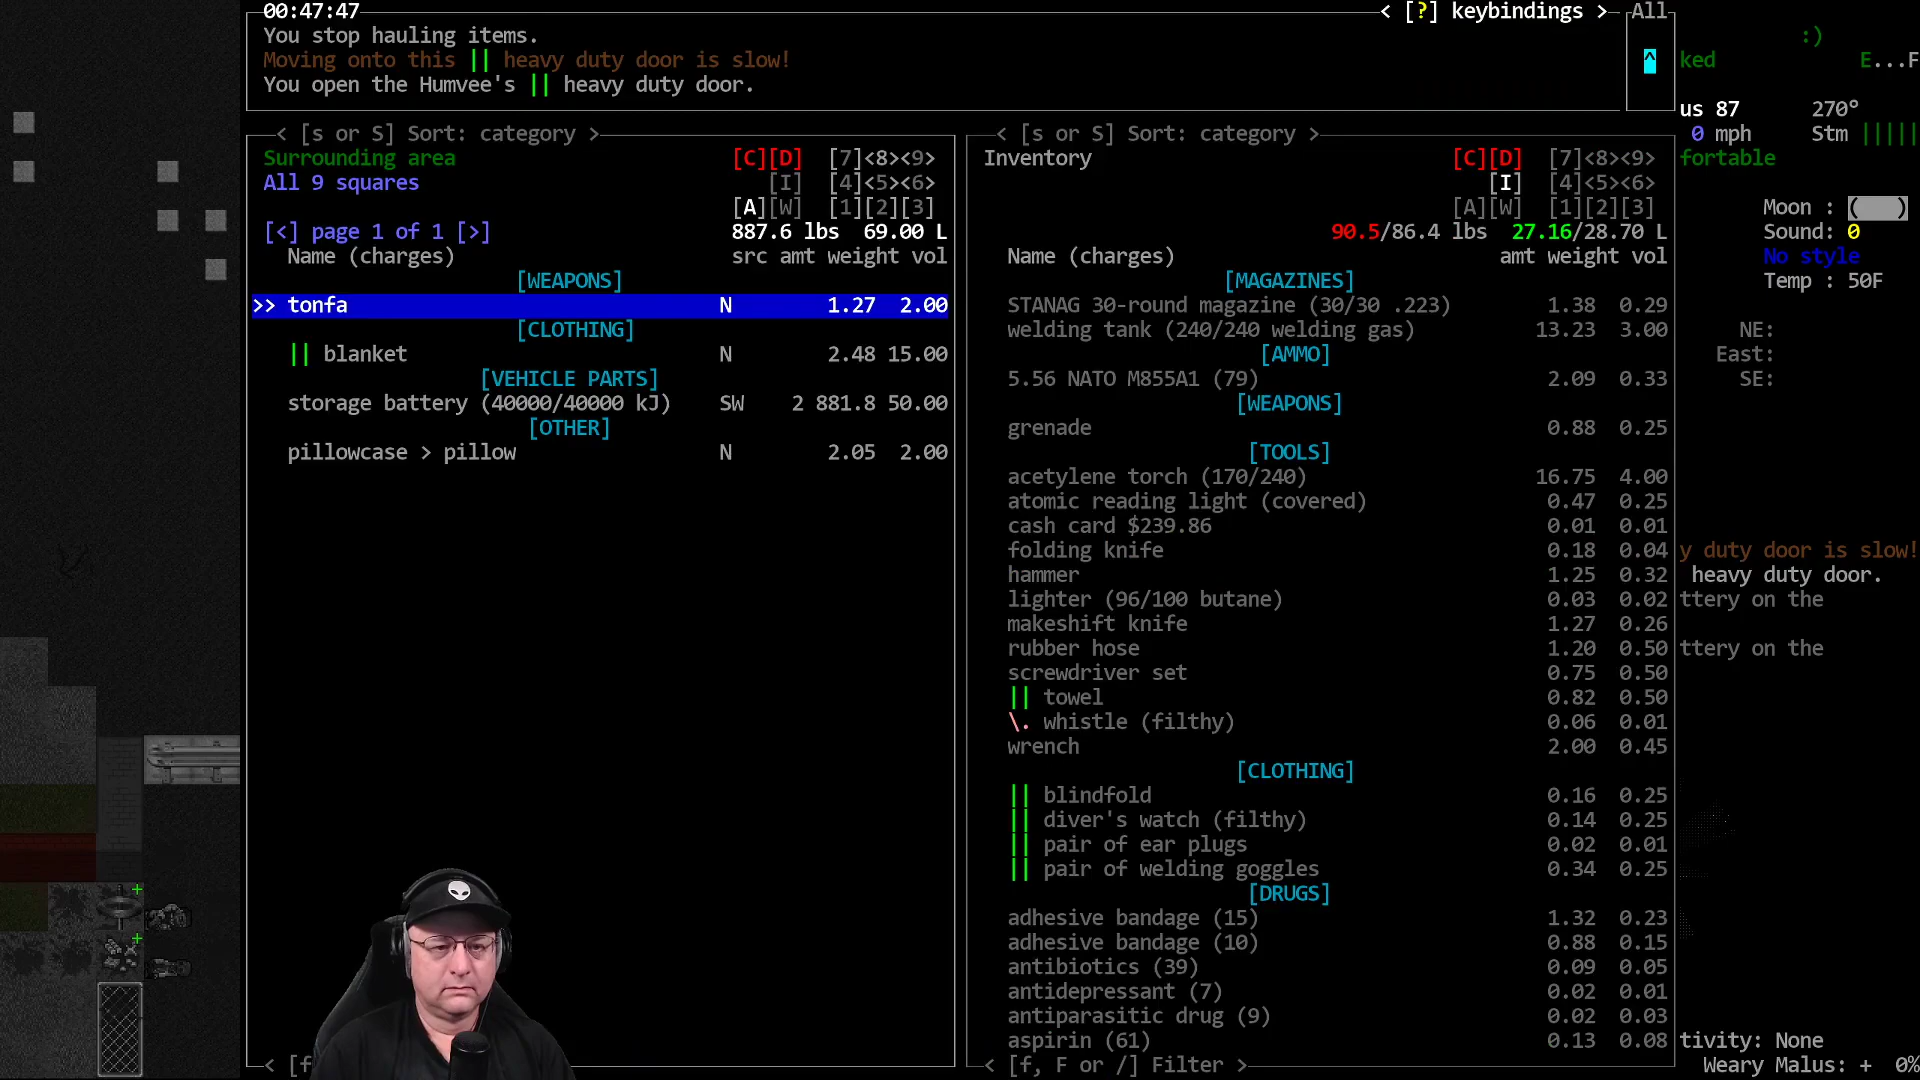 00:47:47
< [?] keybindings >
All
You stop hauling items.
:)
Moving onto this || heavy duty door is slow!
^
ked
E...F
You open the Humvee's || heavy duty door.
us 87
270°
0 mph
Stm |||||
< [s or S] Sort: category >
< [s or S] Sort: category >
Surrounding area
[C][D] [7]<8><9>
Inventory
[C][D] [7]<8><9>
fortable
All 9 squares
[I] [4]<5><6>
[I] [4]<5><6>
[A][W] [1][2][3]
[A][W] [1][2][3]
Moon : (   )
[<] page 1 of 1 [>]
887.6 lbs 69.00 L
90.5/86.4 lbs 27.16/28.70 L
Sound: 0
Name (charges) src amt weight vol
Name (charges) amt weight vol
No style
[WEAPONS]
[MAGAZINES]
Temp : 50F
>> tonfa N 1.27 2.00
STANAG 30-round magazine (30/30 .223) 1.38 0.29
[CLOTHING]
welding tank (240/240 welding gas) 13.23 3.00
NE:
|| blanket N 2.48 15.00
[AMMO]
East:
[VEHICLE PARTS]
5.56 NATO M855A1 (79) 2.09 0.33
SE:
storage battery (40000/40000 kJ) SW 2 881.8 50.00
[WEAPONS]
[OTHER]
grenade 0.88 0.25
pillowcase > pillow N 2.05 2.00
[TOOLS]
acetylene torch (170/240) 16.75 4.00
atomic reading light (covered) 0.47 0.25
cash card $239.86 0.01 0.01
folding knife 0.18 0.04
y duty door is slow!
hammer 1.25 0.32
heavy duty door.
lighter (96/100 butane) 0.03 0.02
ttery on the
makeshift knife 1.27 0.26
rubber hose 1.20 0.50
ttery on the
screwdriver set 0.75 0.50
|| towel 0.82 0.50
\. whistle (filthy) 0.06 0.01
wrench 2.00 0.45
[CLOTHING]
|| blindfold 0.16 0.25
|| diver's watch (filthy) 0.14 0.25
|| pair of ear plugs 0.02 0.01
|| pair of welding goggles 0.34 0.25
[DRUGS]
adhesive bandage (15) 1.32 0.23
adhesive bandage (10) 0.88 0.15
antibiotics (39) 0.09 0.05
antidepressant (7) 0.02 0.01
antiparasitic drug (9) 0.02 0.03
aspirin (61) 0.13 0.08
tivity: None
< [f
< [f, F or /] Filter >
Weary Malus: + 0%